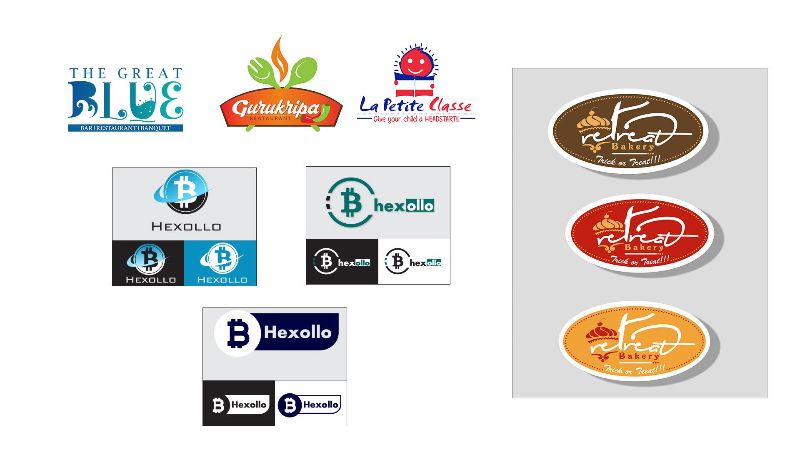 THE GREAT
BLUE
BAR | RESTAURANT | BANQUET
Gurukripa
RESTAURANT
La Petite Classe
Give your child a HEADSTART!!
HEXOLLO
HEXOLLO
HEXOLLO
hexollo
hexollo
hexollo
Hexollo
Hexollo
Hexollo
retreat
Bakery
Trick or Treat!!!
retreat
Bakery
Trick or Treat!!!
retreat
Bakery
Trick or Treat!!!